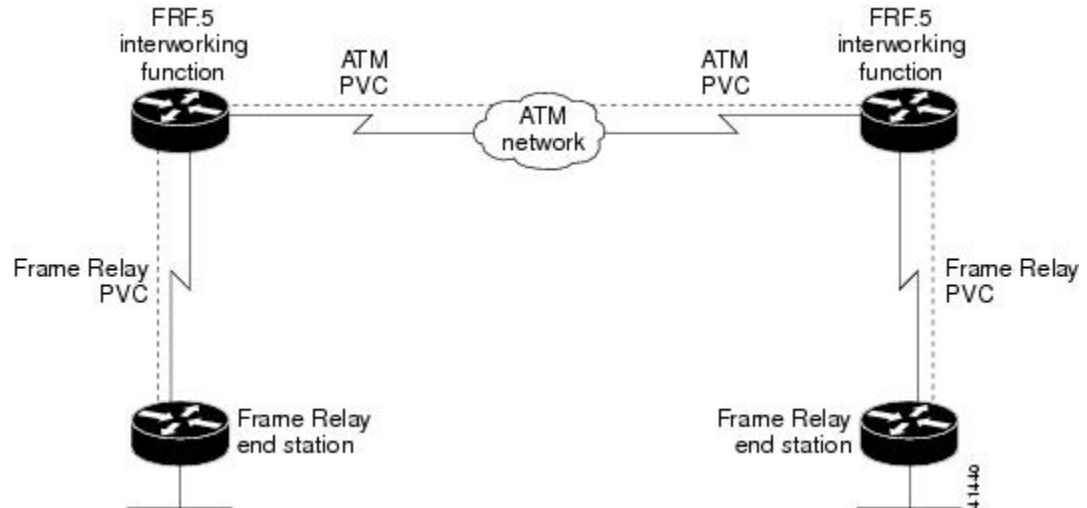 FRF.5
interworking
function
FRF.5
interworking
function
ATM
PVC
ATM
PVC
ATM
network
Frame Relay
PVC
Frame Relay
PVC
Frame Relay
end station
Frame Relay
end station
41449